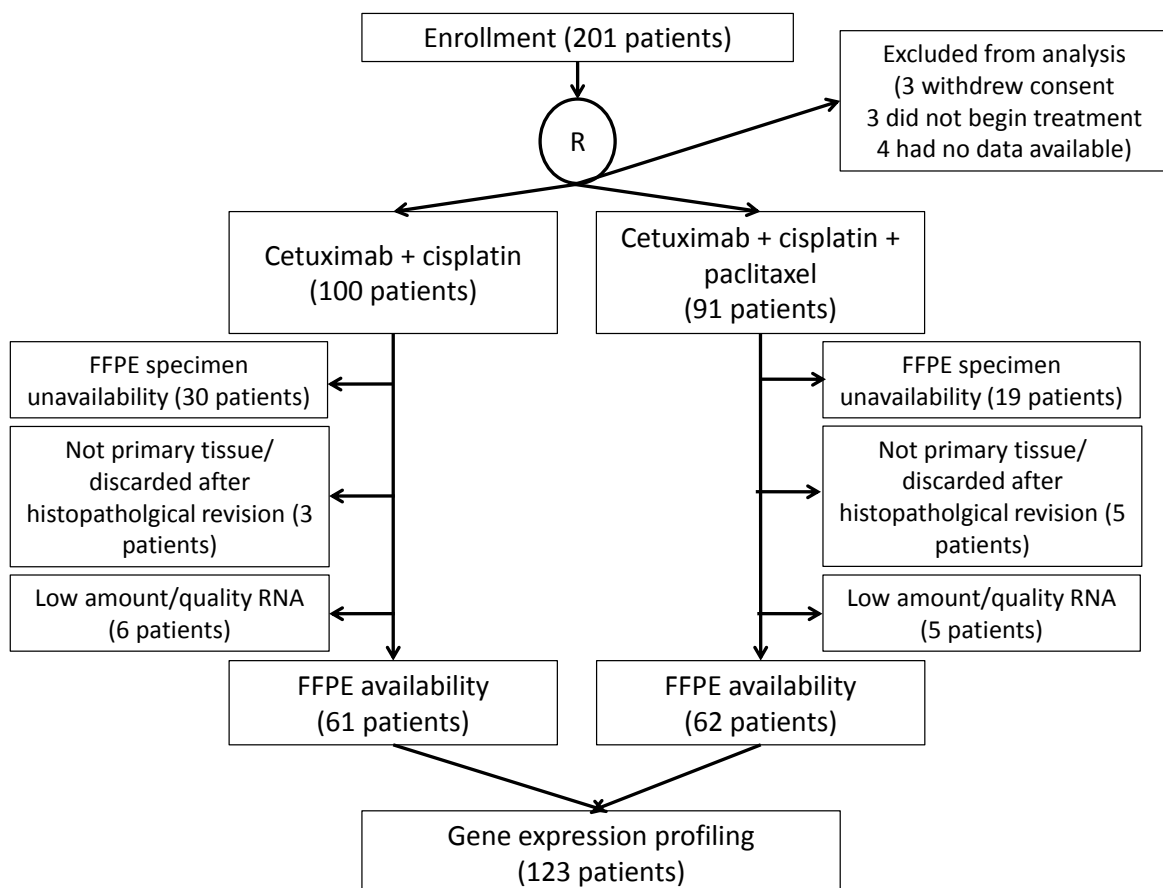 Enrollment (201 patients)
Excluded from analysis
(3 withdrew consent
3 did not begin treatment
4 had no data available)
R
Cetuximab + cisplatin
(100 patients)
Cetuximab + cisplatin +
paclitaxel
(91 patients)
FFPE specimen
unavailability (30 patients)
FFPE specimen
unavailability (19 patients)
Not primary tissue/
discarded after
histopatholgical revision (3
patients)
Not primary tissue/
discarded after
histopatholgical revision (5
patients)
Low amount/quality RNA
(6 patients)
Low amount/quality RNA
(5 patients)
FFPE availability
(61 patients)
FFPE availability
(62 patients)
Gene expression profiling
(123 patients)